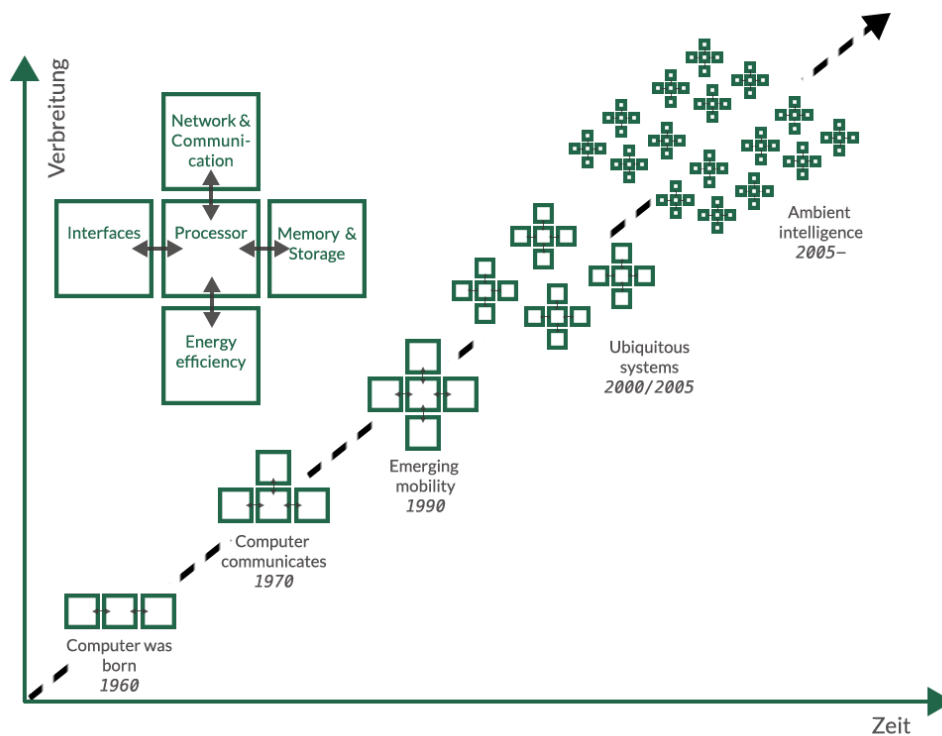 Verbreitung
Network &
Communi-
cation
Interfaces
Processor
Memory &
Storage
Energy
efficiency
Ambient
intelligence
2005–
Ubiquitous
systems
2000/2005
Emerging
mobility
1990
Computer
communicates
1970
Computer was
born
1960
Zeit